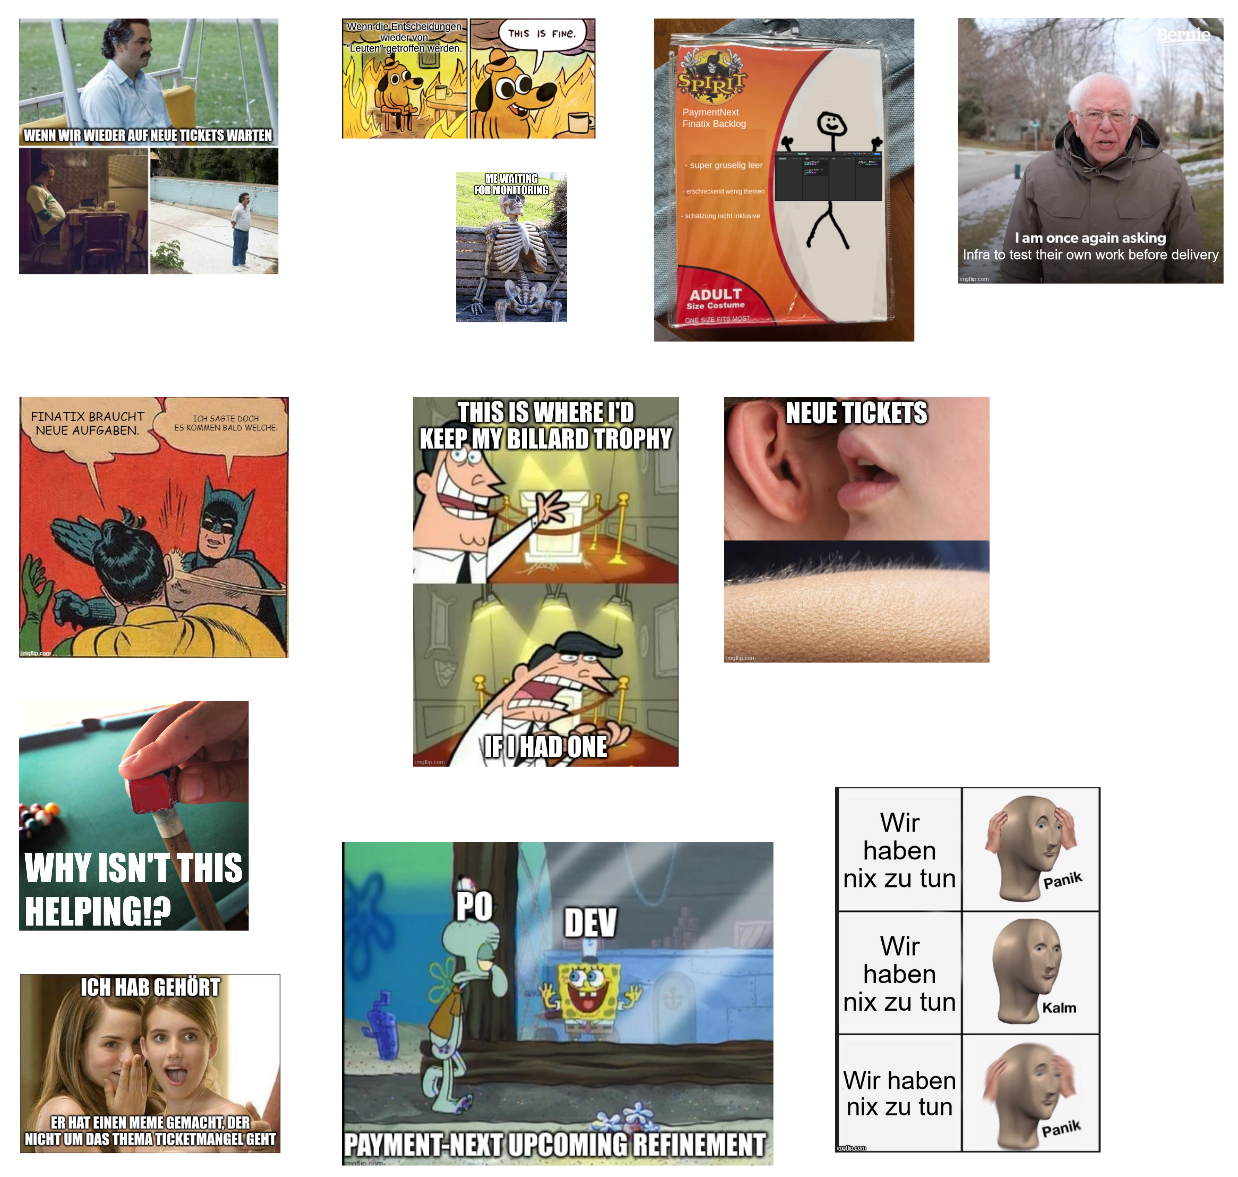 WENN WIR WIEDER AUF NEUE TICKETS WARTEN
Wenn die Entscheidungen
wieder von
"Leuten" getroffen werden.
THIS IS FINE.
ME WAITING
FOR MONITORING
SPIRIT
PaymentNext
Finatix Backlog
- super gruselig leer
- erschreckend wenig themen
- schätzung nicht inklusive
ADULT
Size Costume
ONE SIZE FITS MOST
Bernie
I am once again asking
Infra to test their own work before delivery
imgflip.com
FINATIX BRAUCHT
NEUE AUFGABEN.
ICH SAGTE DOCH
ES KOMMEN BALD WELCHE.
imgflip.com
THIS IS WHERE I'D
KEEP MY BILLARD TROPHY
IF I HAD ONE
imgflip.com
NEUE TICKETS
imgflip.com
WHY ISN'T THIS
HELPING!?
ICH HAB GEHÖRT
ER HAT EINEN MEME GEMACHT, DER
NICHT UM DAS THEMA TICKETMANGEL GEHT
PO
DEV
PAYMENT-NEXT UPCOMING REFINEMENT
imgflip.com
Wir
haben
nix zu tun
Panik
Wir
haben
nix zu tun
Kalm
Wir haben
nix zu tun
Panik
imgflip.com